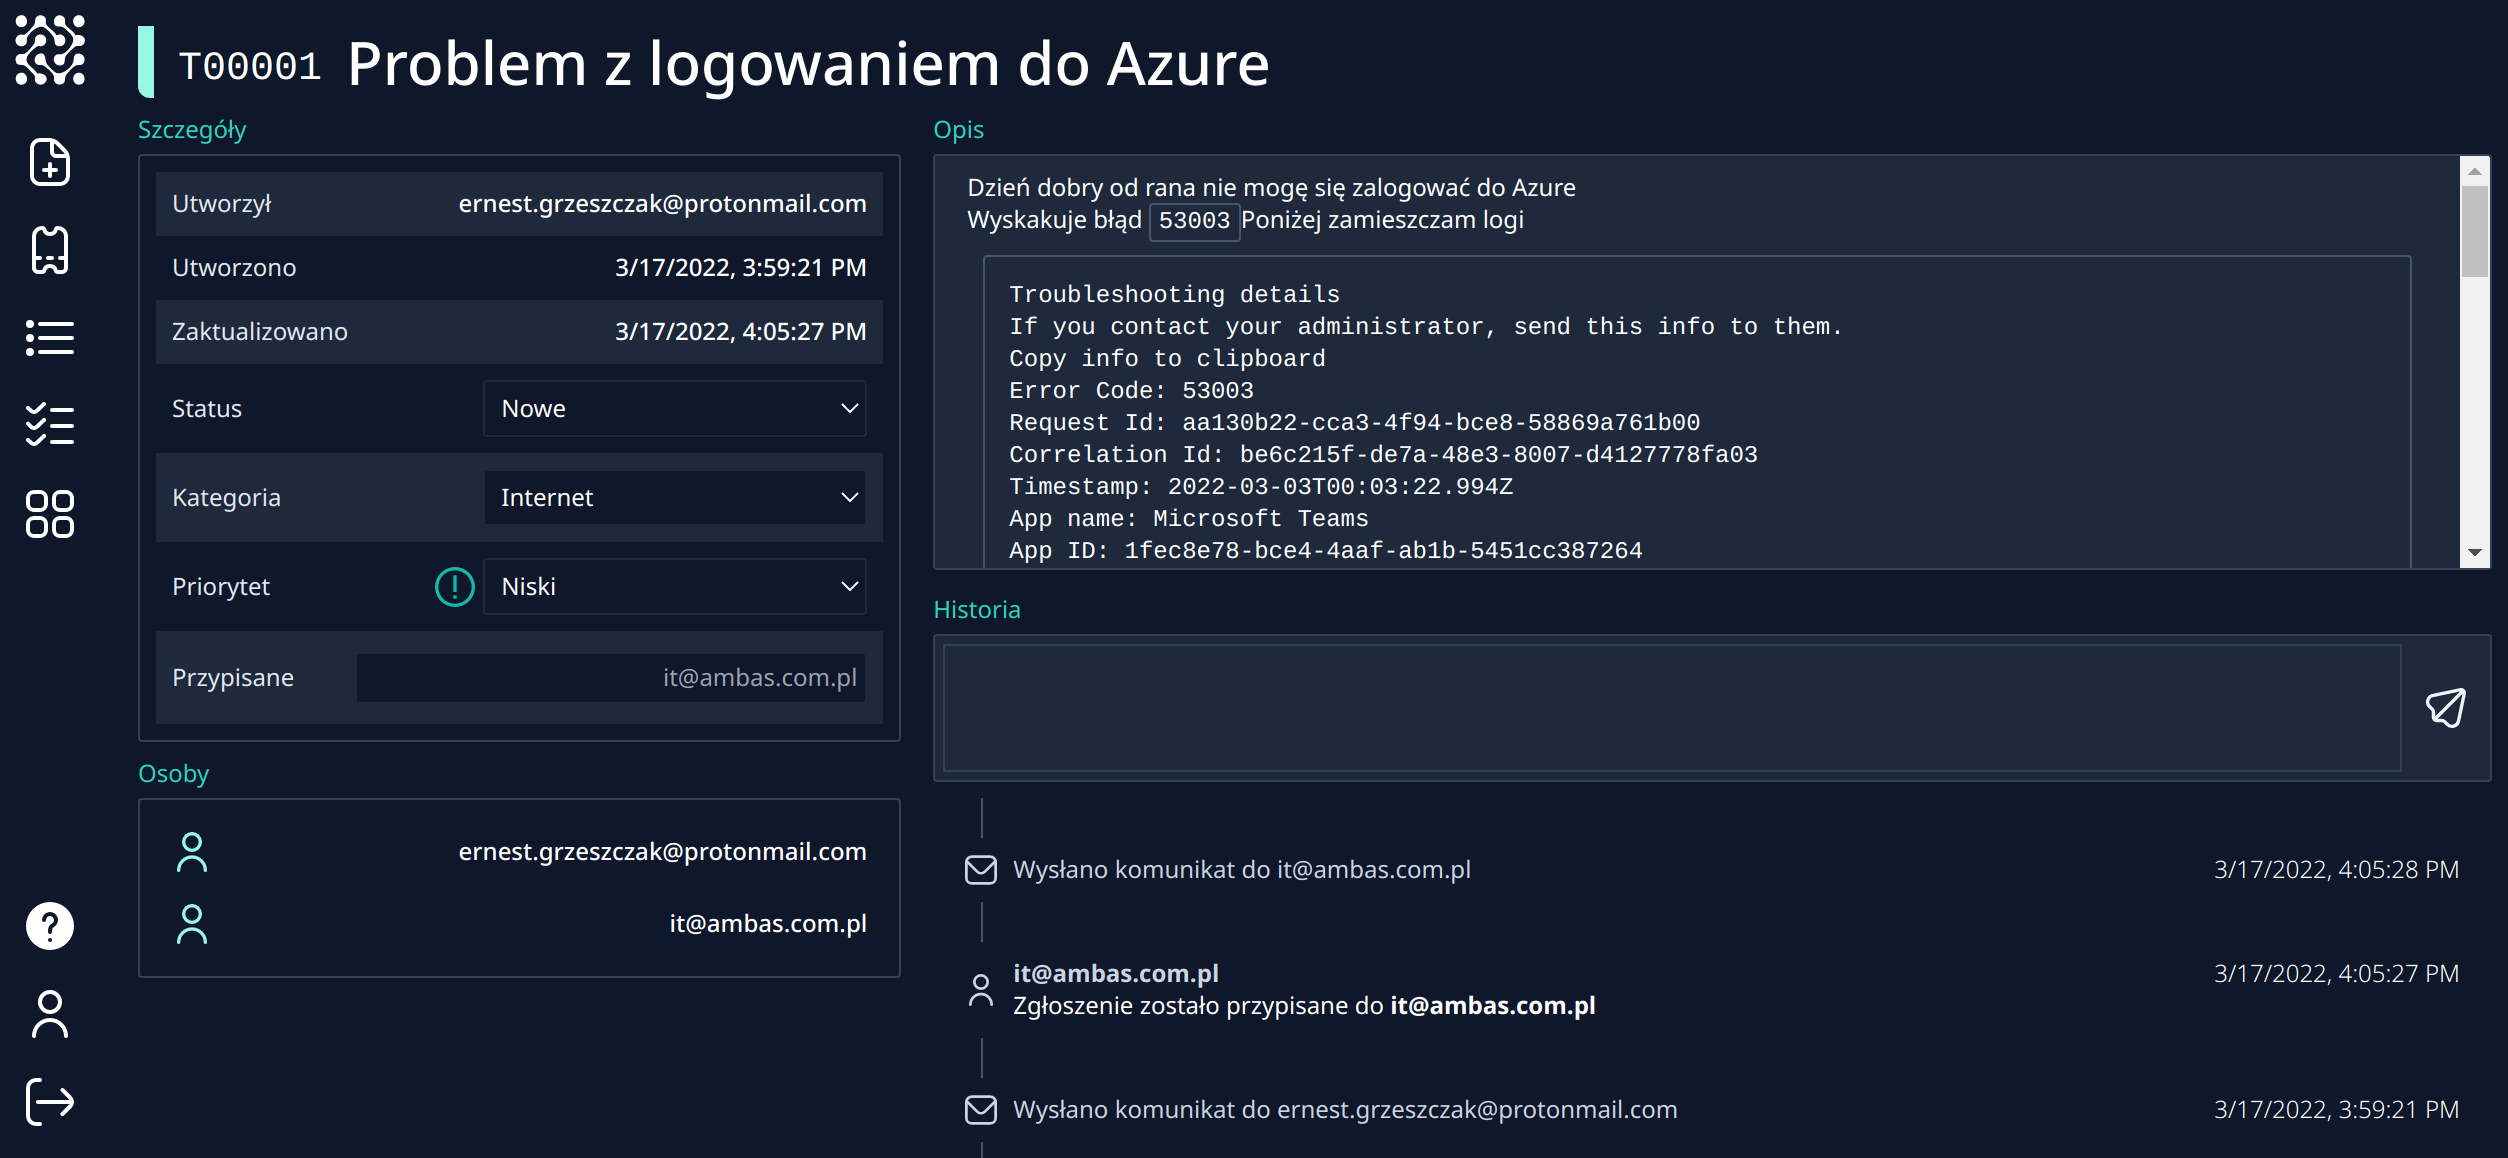 T00001 Problem z logowaniem do Azure
Szczegóły
Utworzył ernest.grzeszczak@protonmail.com
Utworzono 3/17/2022, 3:59:21 PM
Zaktualizowano 3/17/2022, 4:05:27 PM
Status Nowe
Kategoria Internet
Priorytet Niski
Przypisane it@ambas.com.pl
Osoby
ernest.grzeszczak@protonmail.com
it@ambas.com.pl
Opis
Dzień dobry od rana nie mogę się zalogować do Azure
Wyskakuje błąd 53003 Poniżej zamieszczam logi
Troubleshooting details
If you contact your administrator, send this info to them.
Copy info to clipboard
Error Code: 53003
Request Id: aa130b22-cca3-4f94-bce8-58869a761b00
Correlation Id: be6c215f-de7a-48e3-8007-d4127778fa03
Timestamp: 2022-03-03T00:03:22.994Z
App name: Microsoft Teams
App ID: 1fec8e78-bce4-4aaf-ab1b-5451cc387264
Historia
Wysłano komunikat do it@ambas.com.pl 3/17/2022, 4:05:28 PM
it@ambas.com.pl 3/17/2022, 4:05:27 PM
Zgłoszenie zostało przypisane do it@ambas.com.pl
Wysłano komunikat do ernest.grzeszczak@protonmail.com 3/17/2022, 3:59:21 PM